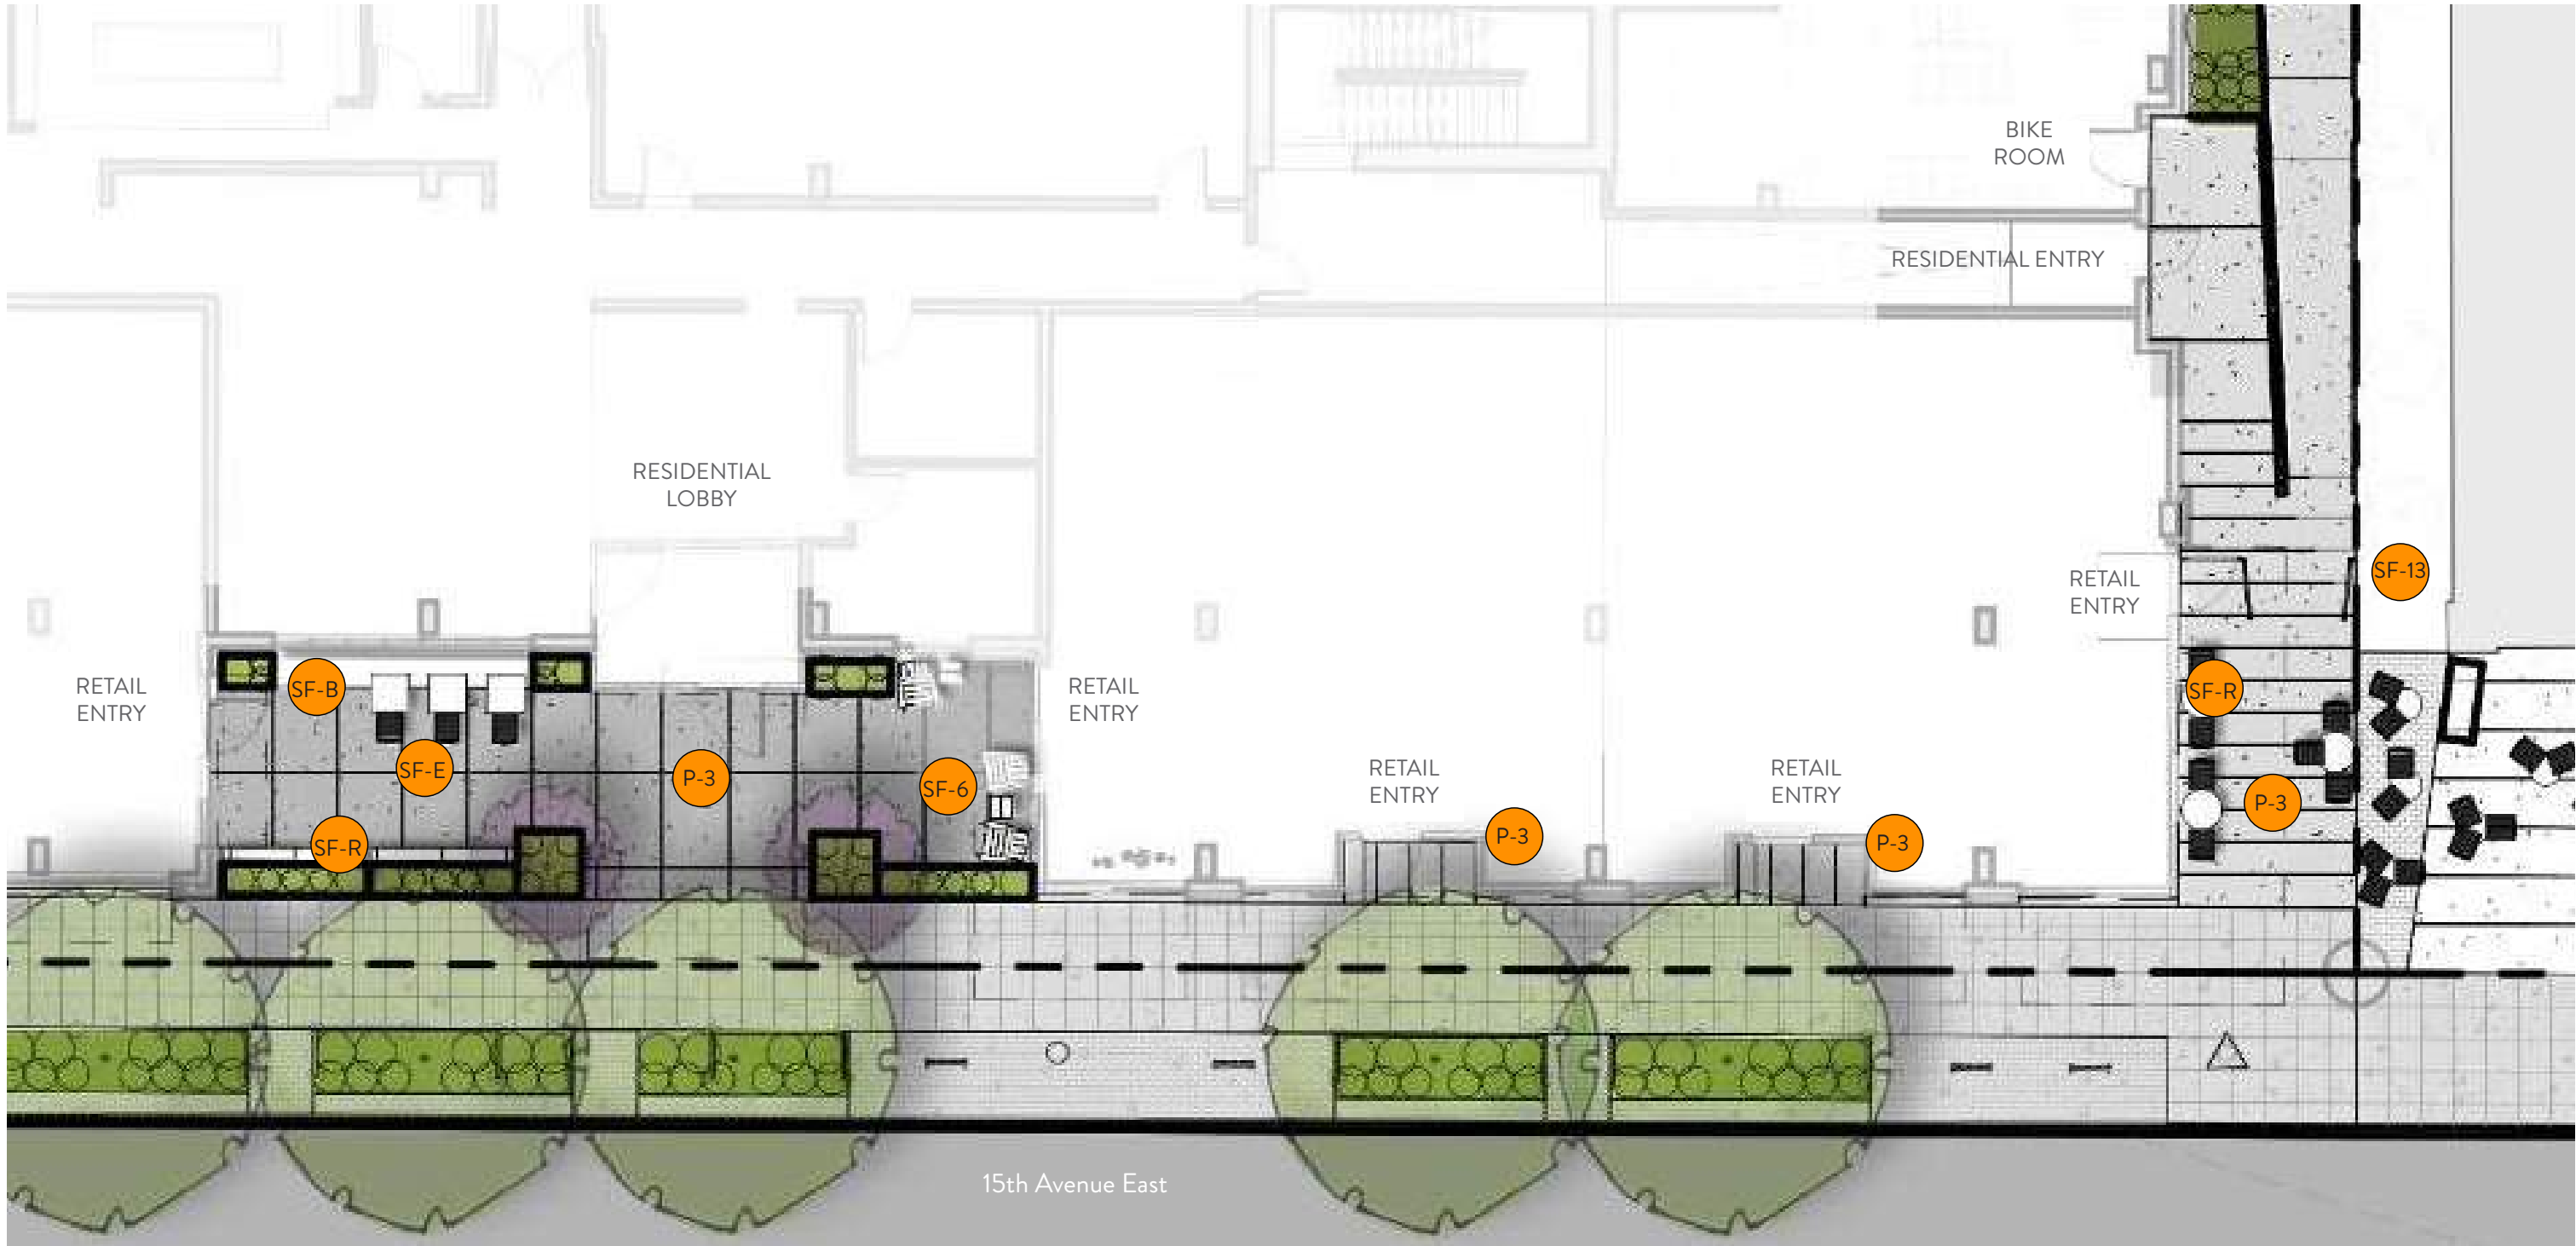 BIKE
ROOM
RESIDENTIAL ENTRY
RESIDENTIAL
LOBBY
SF-13
RETAIL
ENTRY
RETAIL
ENTRY
SF-B
RETAIL
ENTRY
SF-R
SF-E
P-3
SF-6
RETAIL
ENTRY
RETAIL
ENTRY
P-3
SF-R
P-3
P-3
15th Avenue East